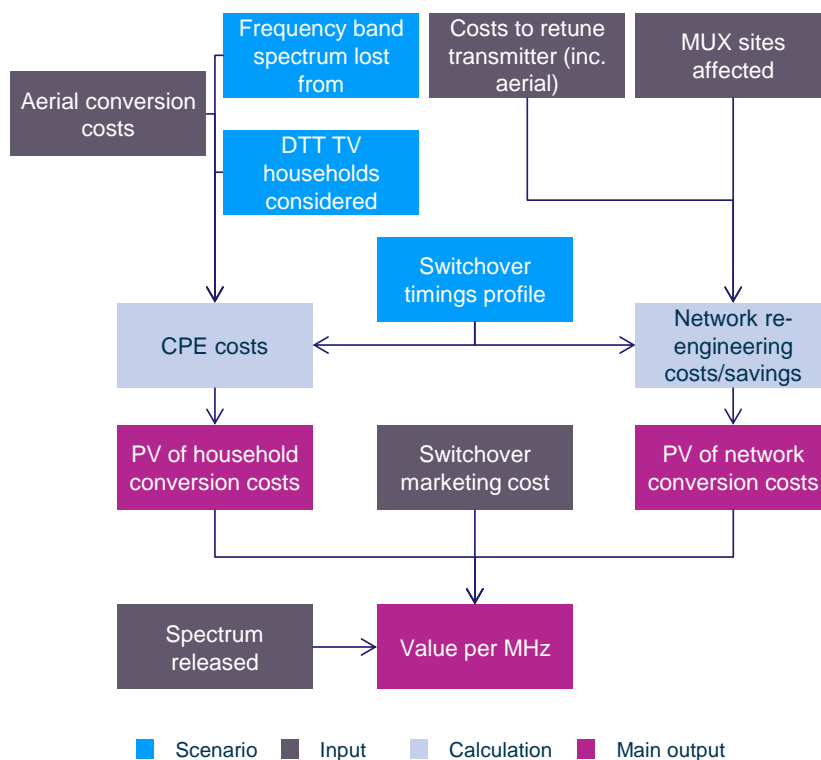 Frequency band
spectrum lost
from
Costs to retune
transmitter (inc.
aerial)
MUX sites
affected
Aerial conversion
costs
DTT TV
households
considered
Switchover
timings profile
CPE costs
Network re-
engineering
costs/savings
PV of household
conversion costs
Switchover
marketing cost
PV of network
conversion costs
Spectrum
released
Value per MHz
Scenario
Input
Calculation
Main output